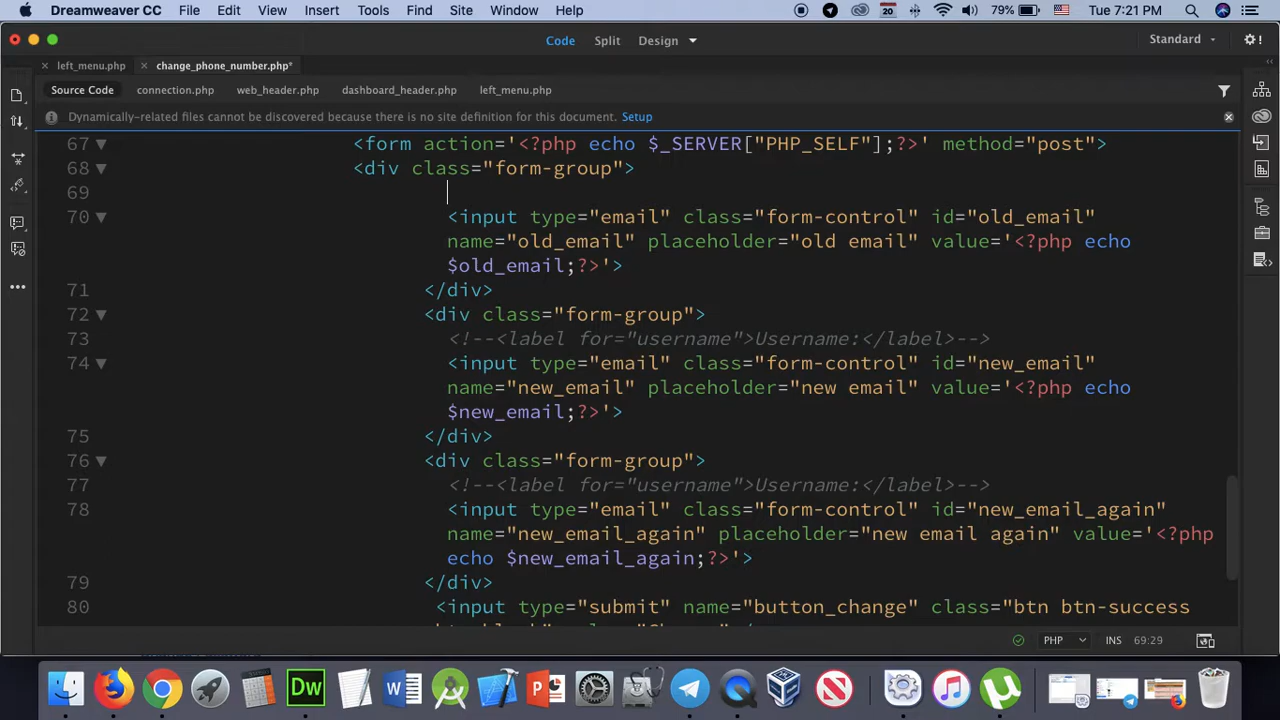 Dreamweaver CC File Edit View Insert Tools Find Site Window Help 20 79% Tue 7:21 PM
Code Split Design Standard
left_menu.php change_phone_number.php*
Source Code connection.php web_header.php dashboard_header.php left_menu.php
Dynamically-related files cannot be discovered because there is no site definition for this document. Setup
67 <form action='<?php echo $_SERVER["PHP_SELF"];?>' method="post">
68 <div class="form-group">
69
70 <input type="email" class="form-control" id="old_email"
name="old_email" placeholder="old email" value='<?php echo
$old_email;?>'>
71 </div>
72 <div class="form-group">
73 <!--<label for="username">Username:</label>-->
74 <input type="email" class="form-control" id="new_email"
name="new_email" placeholder="new email" value='<?php echo
$new_email;?>'>
75 </div>
76 <div class="form-group">
77 <!--<label for="username">Username:</label>-->
78 <input type="email" class="form-control" id="new_email_again"
name="new_email_again" placeholder="new email again" value='<?php
echo $new_email_again;?>'>
79 </div>
80 <input type="submit" name="button_change" class="btn btn-success
PHP INS 69:29
Dw W P